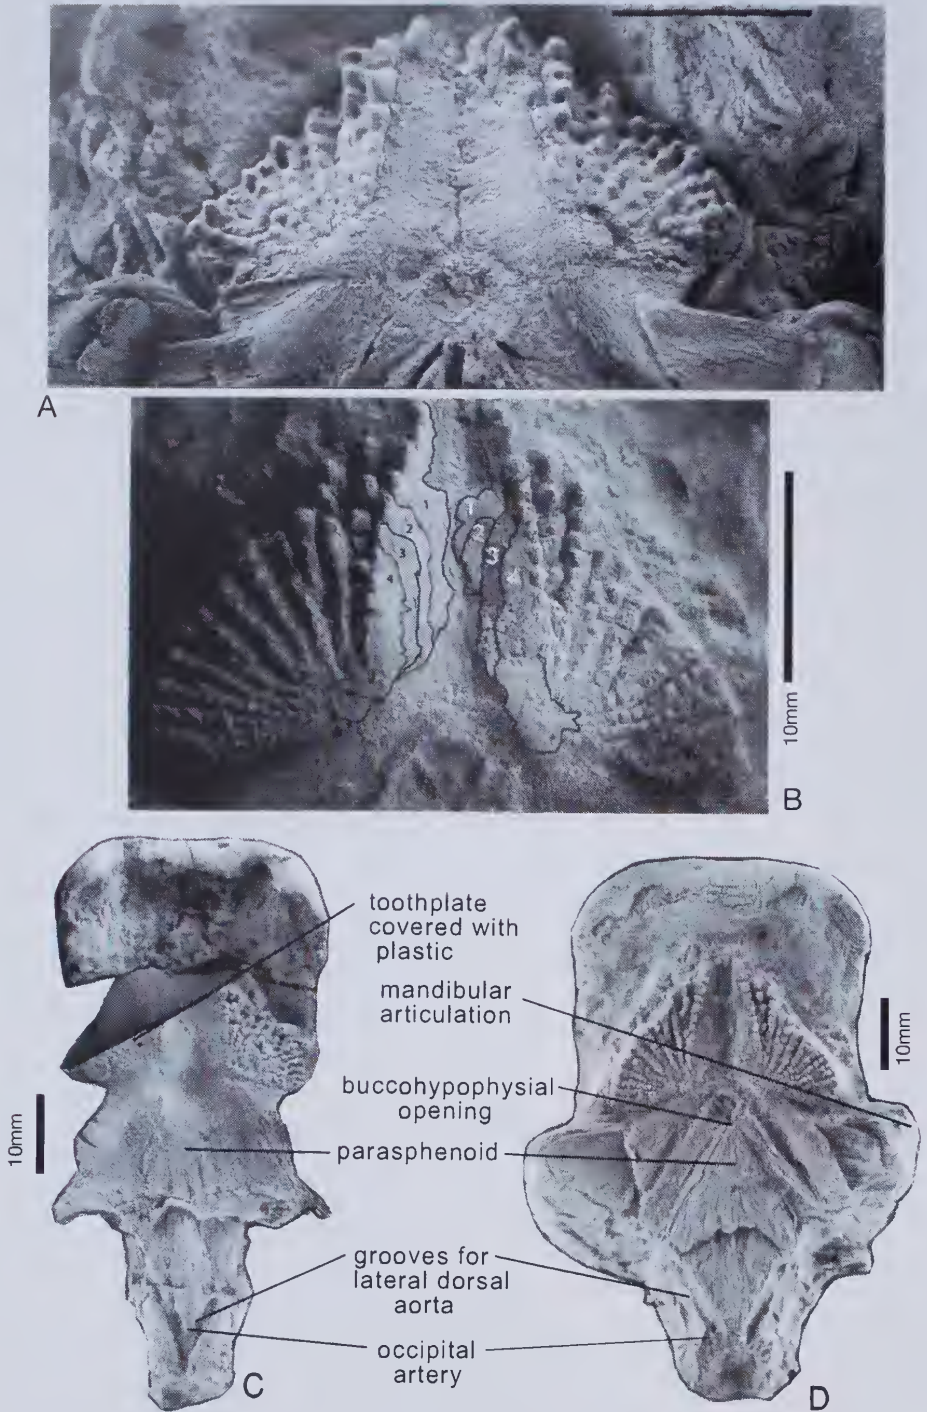 A
1
2
3
4
1
2
3
4
10mm
B
toothplate
covered with
plastic
mandibular
articulation
10mm
buccohypophysial
opening
10mm
parasphenoid
grooves for
lateral dorsal
aorta
occipital
artery
C
D